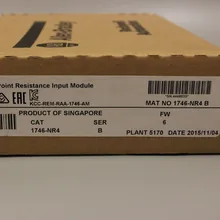 Allen-Bradley
Point Resistance Input Module
KCC-REM-RAA-1746-AM
MAT NO 1746-NR4 B
PRODUCT OF SINGAPORE
FW
CAT
SER
6
1746-NR4
B
PLANT 5170 DATE 2015/11/04